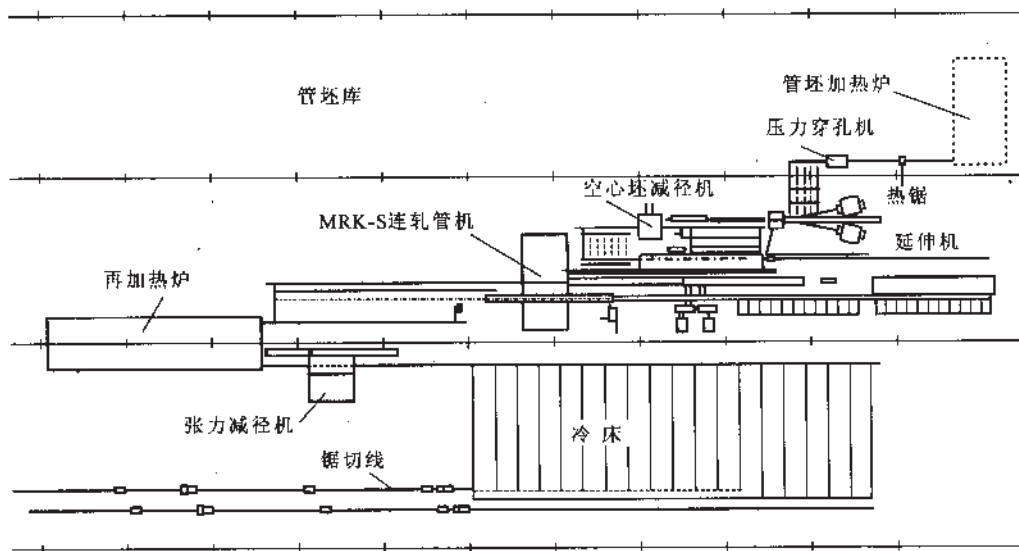 管坯库
管坯加热炉
压力穿孔机
空心坯减径机
热锯
MRK-S连轧管机
延伸机
再加热炉
张力减径机
冷床
锯切线